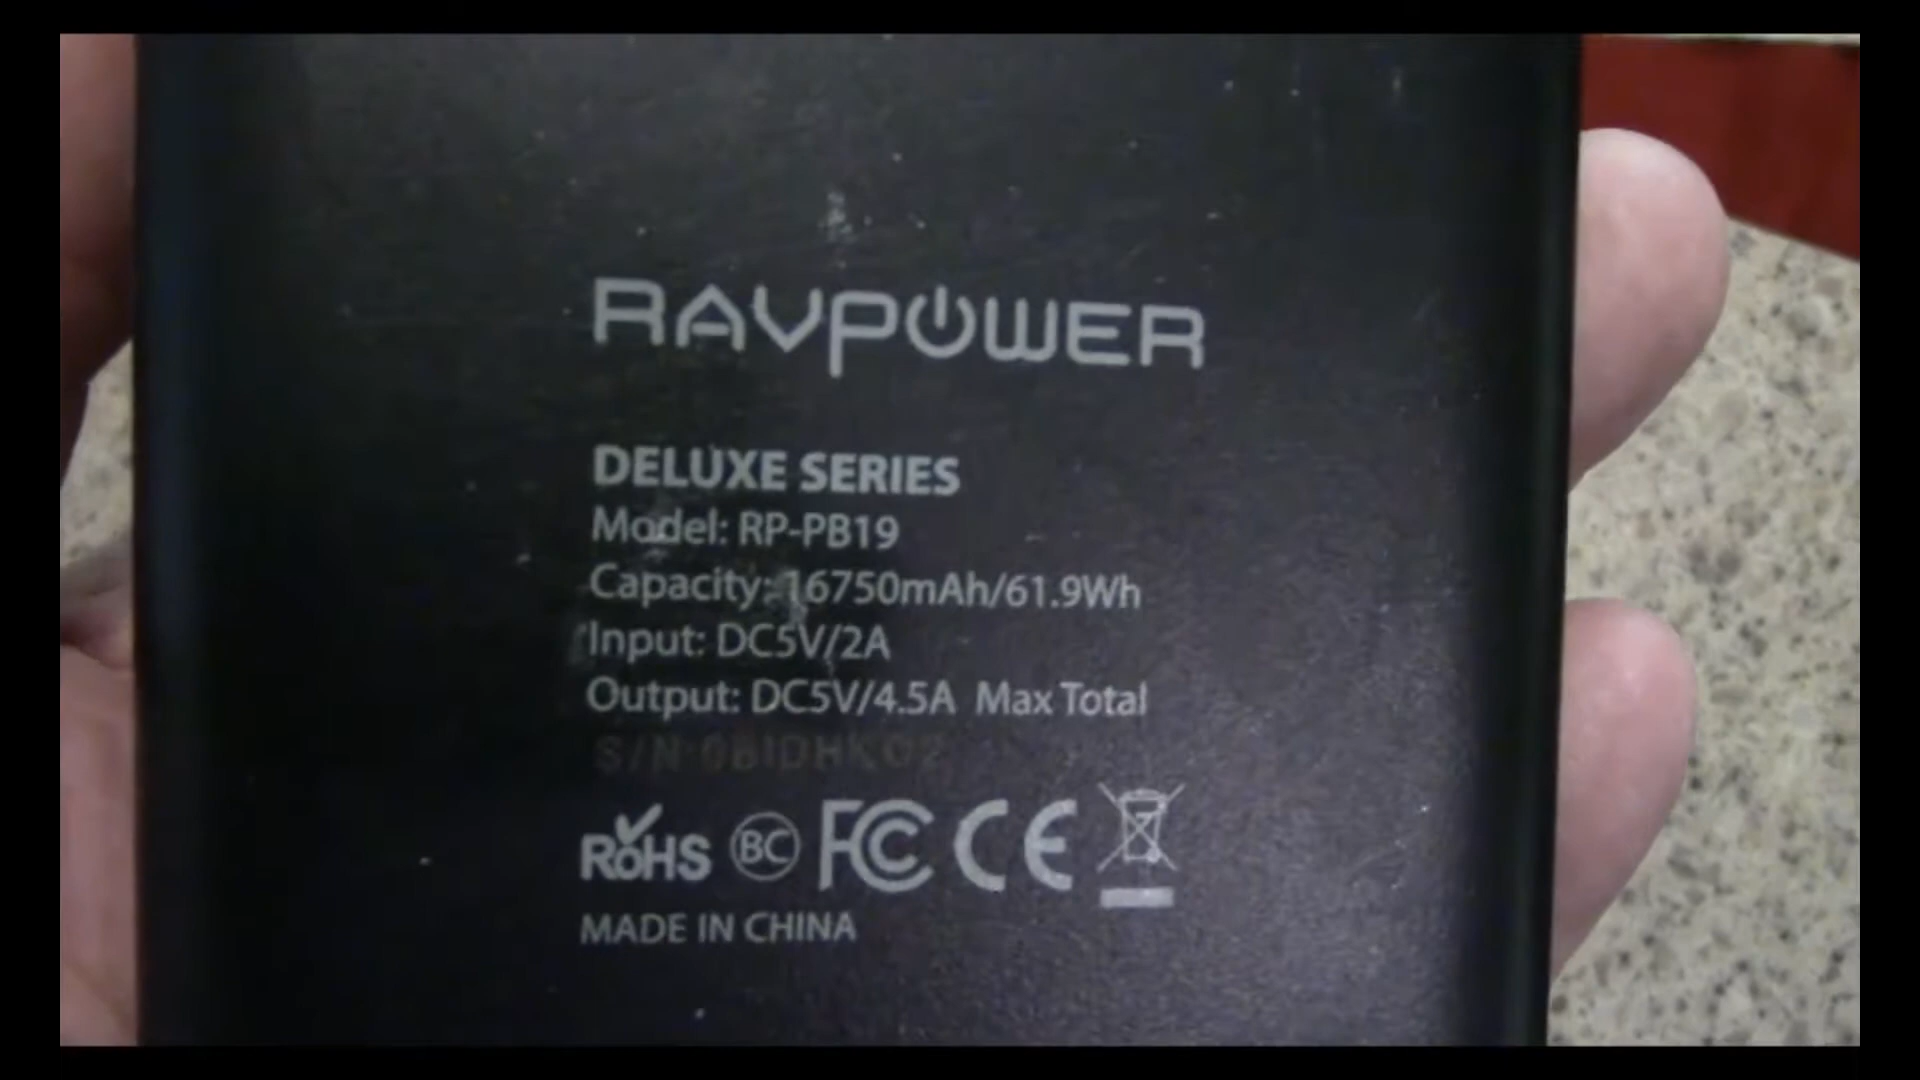 RAVPOWER
DELUXE SERIES
Model: RP-PB19
Capacity: 16750mAh/61.9Wh
Input: DC5V/2A
Output: DC5V/4.5A Max Total
S/N
RoHS BC FC CE
MADE IN CHINA